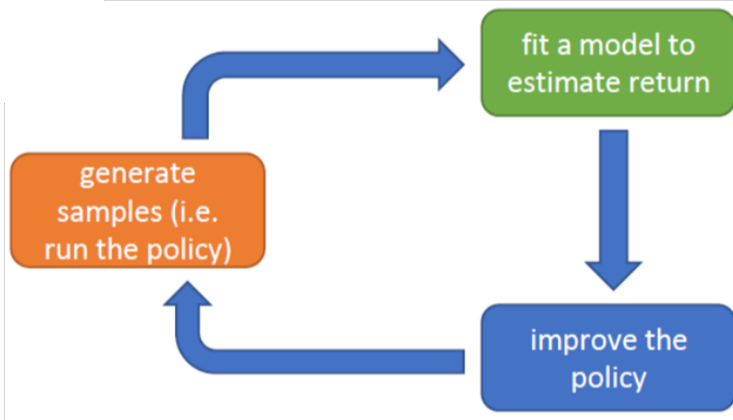 fit a model to
estimate return
generate
samples (i.e.
run the policy)
improve the
policy